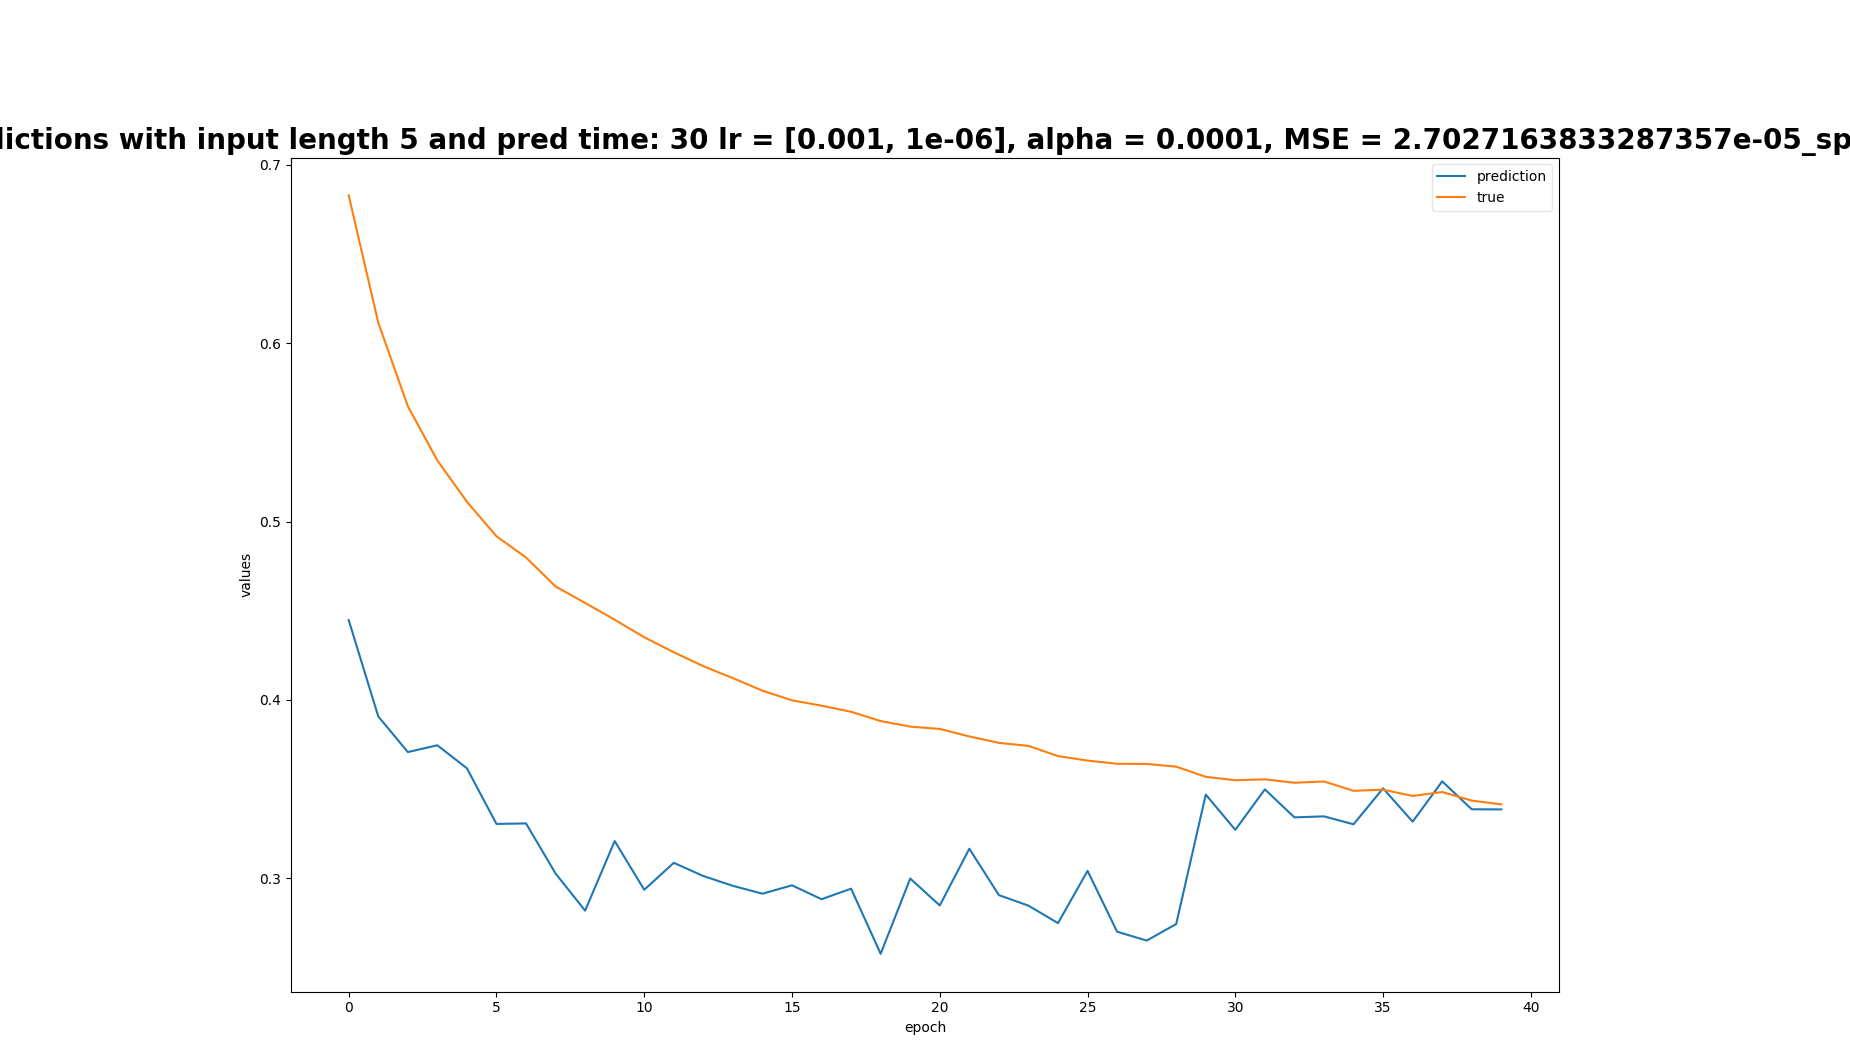 with input length 5 and pred time: 30 lr = [0.001, 1e-06], alpha = 0.0001, MSE = 2.7027163833287357e-05_sp
prediction
true
0.7
0.6
0.5
0.4
0.3
values
0 5 10 15 20 25 30 35 40
epoch